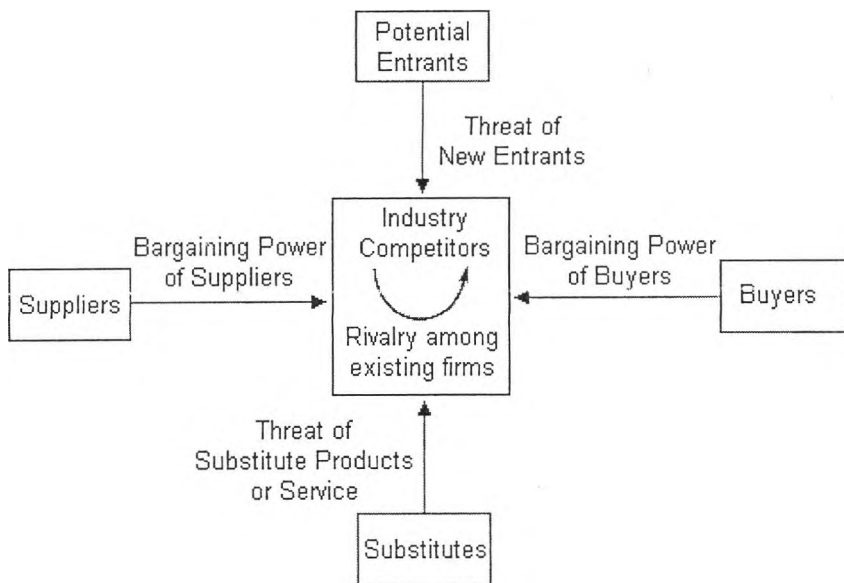 Potential
Entrants
Threat of
New Entrants
Industry
Competitors
Bargaining Power
of Suppliers
Bargaining Power
of Buyers
Suppliers
Buyers
Rivalry among
existing firms
Threat of
Substitute Products
or Service
Substitutes